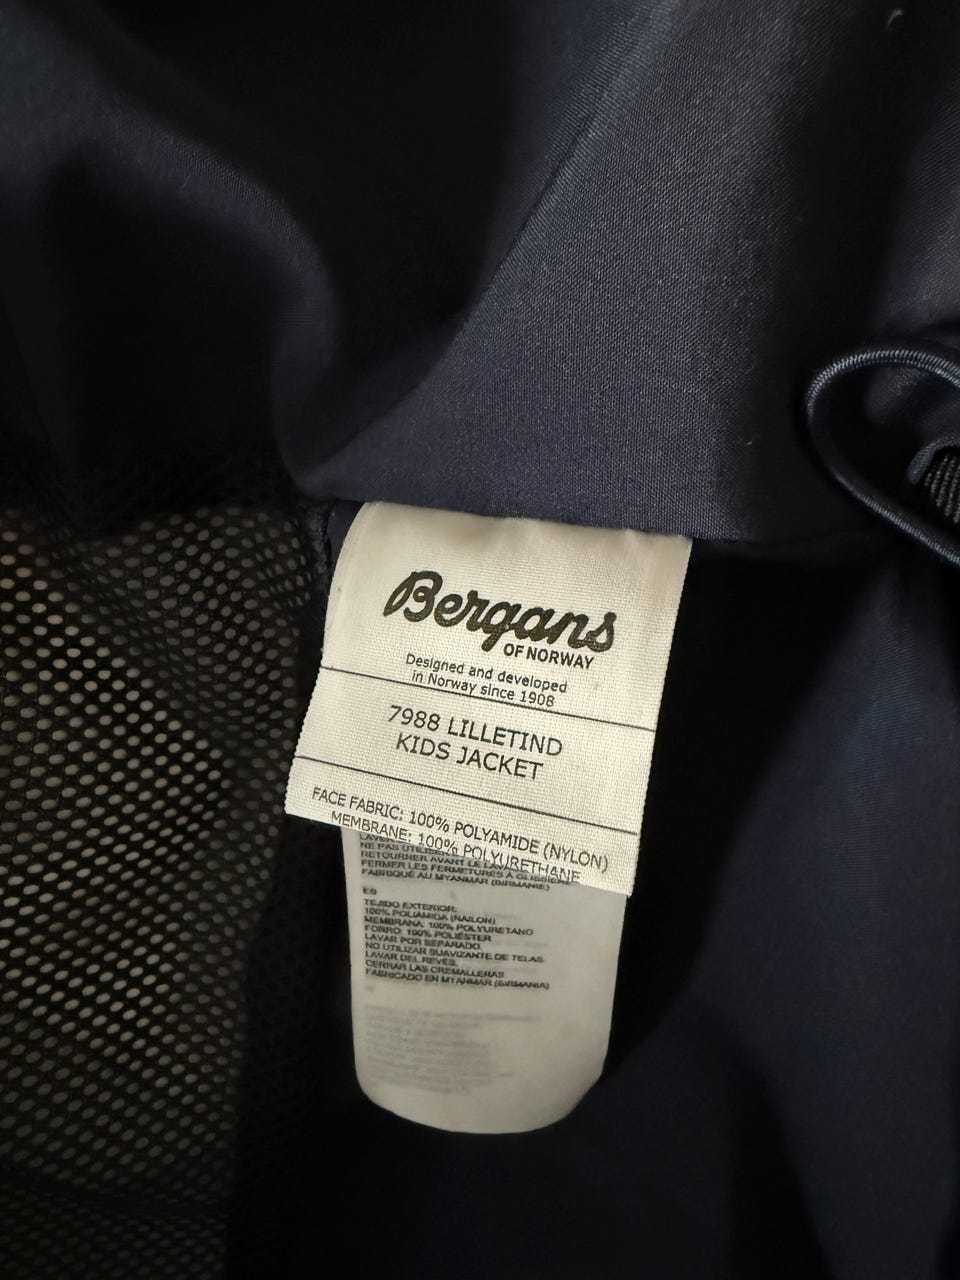 Bergans
OF NORWAY
Designed and developed
in Norway since 1908
7988 LILLETIND
KIDS JACKET
FACE FABRIC: 100% POLYAMIDE (NYLON)
MEMBRANE: 100% POLYURETHANE
NE PAS
RETOURNER AVANT LE
FERMER LES FERMETURES À GLISSIÈRE
FABRIQUÉ AU MYANMAR (BIRMANIE)
ES
TEJIDO EXTERIOR:
100% POLIAMIDA (NAILON)
MEMBRANA: 100% POLYURETANO
FORRO: 100% POLIÉSTER
LAVAR POR SEPARADO.
NO UTILIZAR SUAVIZANTE DE TELAS.
LAVAR DEL REVÉS.
CERRAR LAS CREMALLERAS
FABRICADO EN MYANMAR (BIRMANIA)